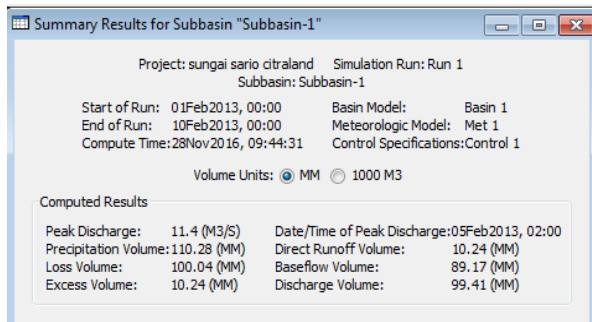 Summary Results for Subbasin "Subbasin-1"
Project: sungai sario citraland Simulation Run: Run 1
Subbasin: Subbasin-1
Start of Run: 01Feb2013, 00:00 Basin Model: Basin 1
End of Run: 10Feb2013, 00:00 Meteorologic Model: Met 1
Compute Time:28Nov2016, 09:44:31 Control Specifications:Control 1
Volume Units: MM 1000 M3
Computed Results
Peak Discharge: 11.4 (M3/S) Date/Time of Peak Discharge:05Feb2013, 02:00
Precipitation Volume:110.28 (MM) Direct Runoff Volume: 10.24 (MM)
Loss Volume: 100.04 (MM) Baseflow Volume: 89.17 (MM)
Excess Volume: 10.24 (MM) Discharge Volume: 99.41 (MM)